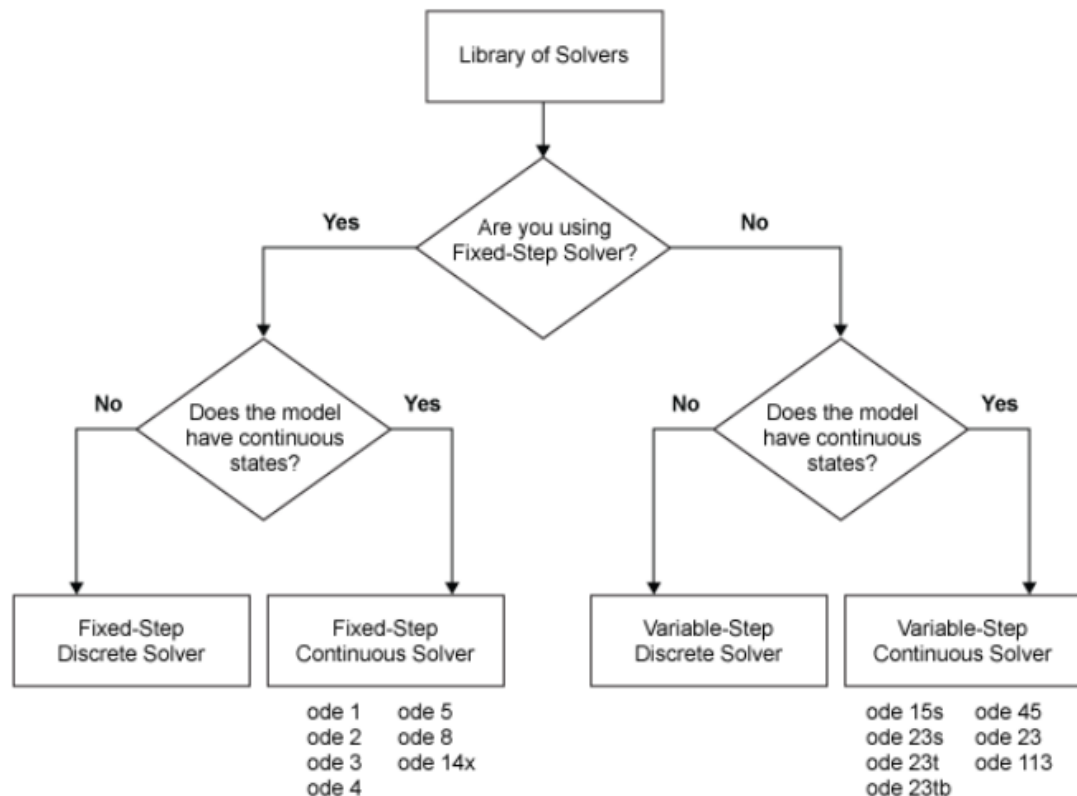 Library of Solvers
Yes
Are you using
Fixed-Step Solver?
No
No
Does the model
have continuous
states?
Yes
No
Does the model
have continuous
states?
Yes
Fixed-Step
Discrete Solver
Fixed-Step
Continuous Solver
Variable-Step
Discrete Solver
Variable-Step
Continuous Solver
ode 1 ode 5
ode 2 ode 8
ode 3 ode 14x
ode 4
ode 15s ode 45
ode 23s ode 23
ode 23t ode 113
ode 23tb